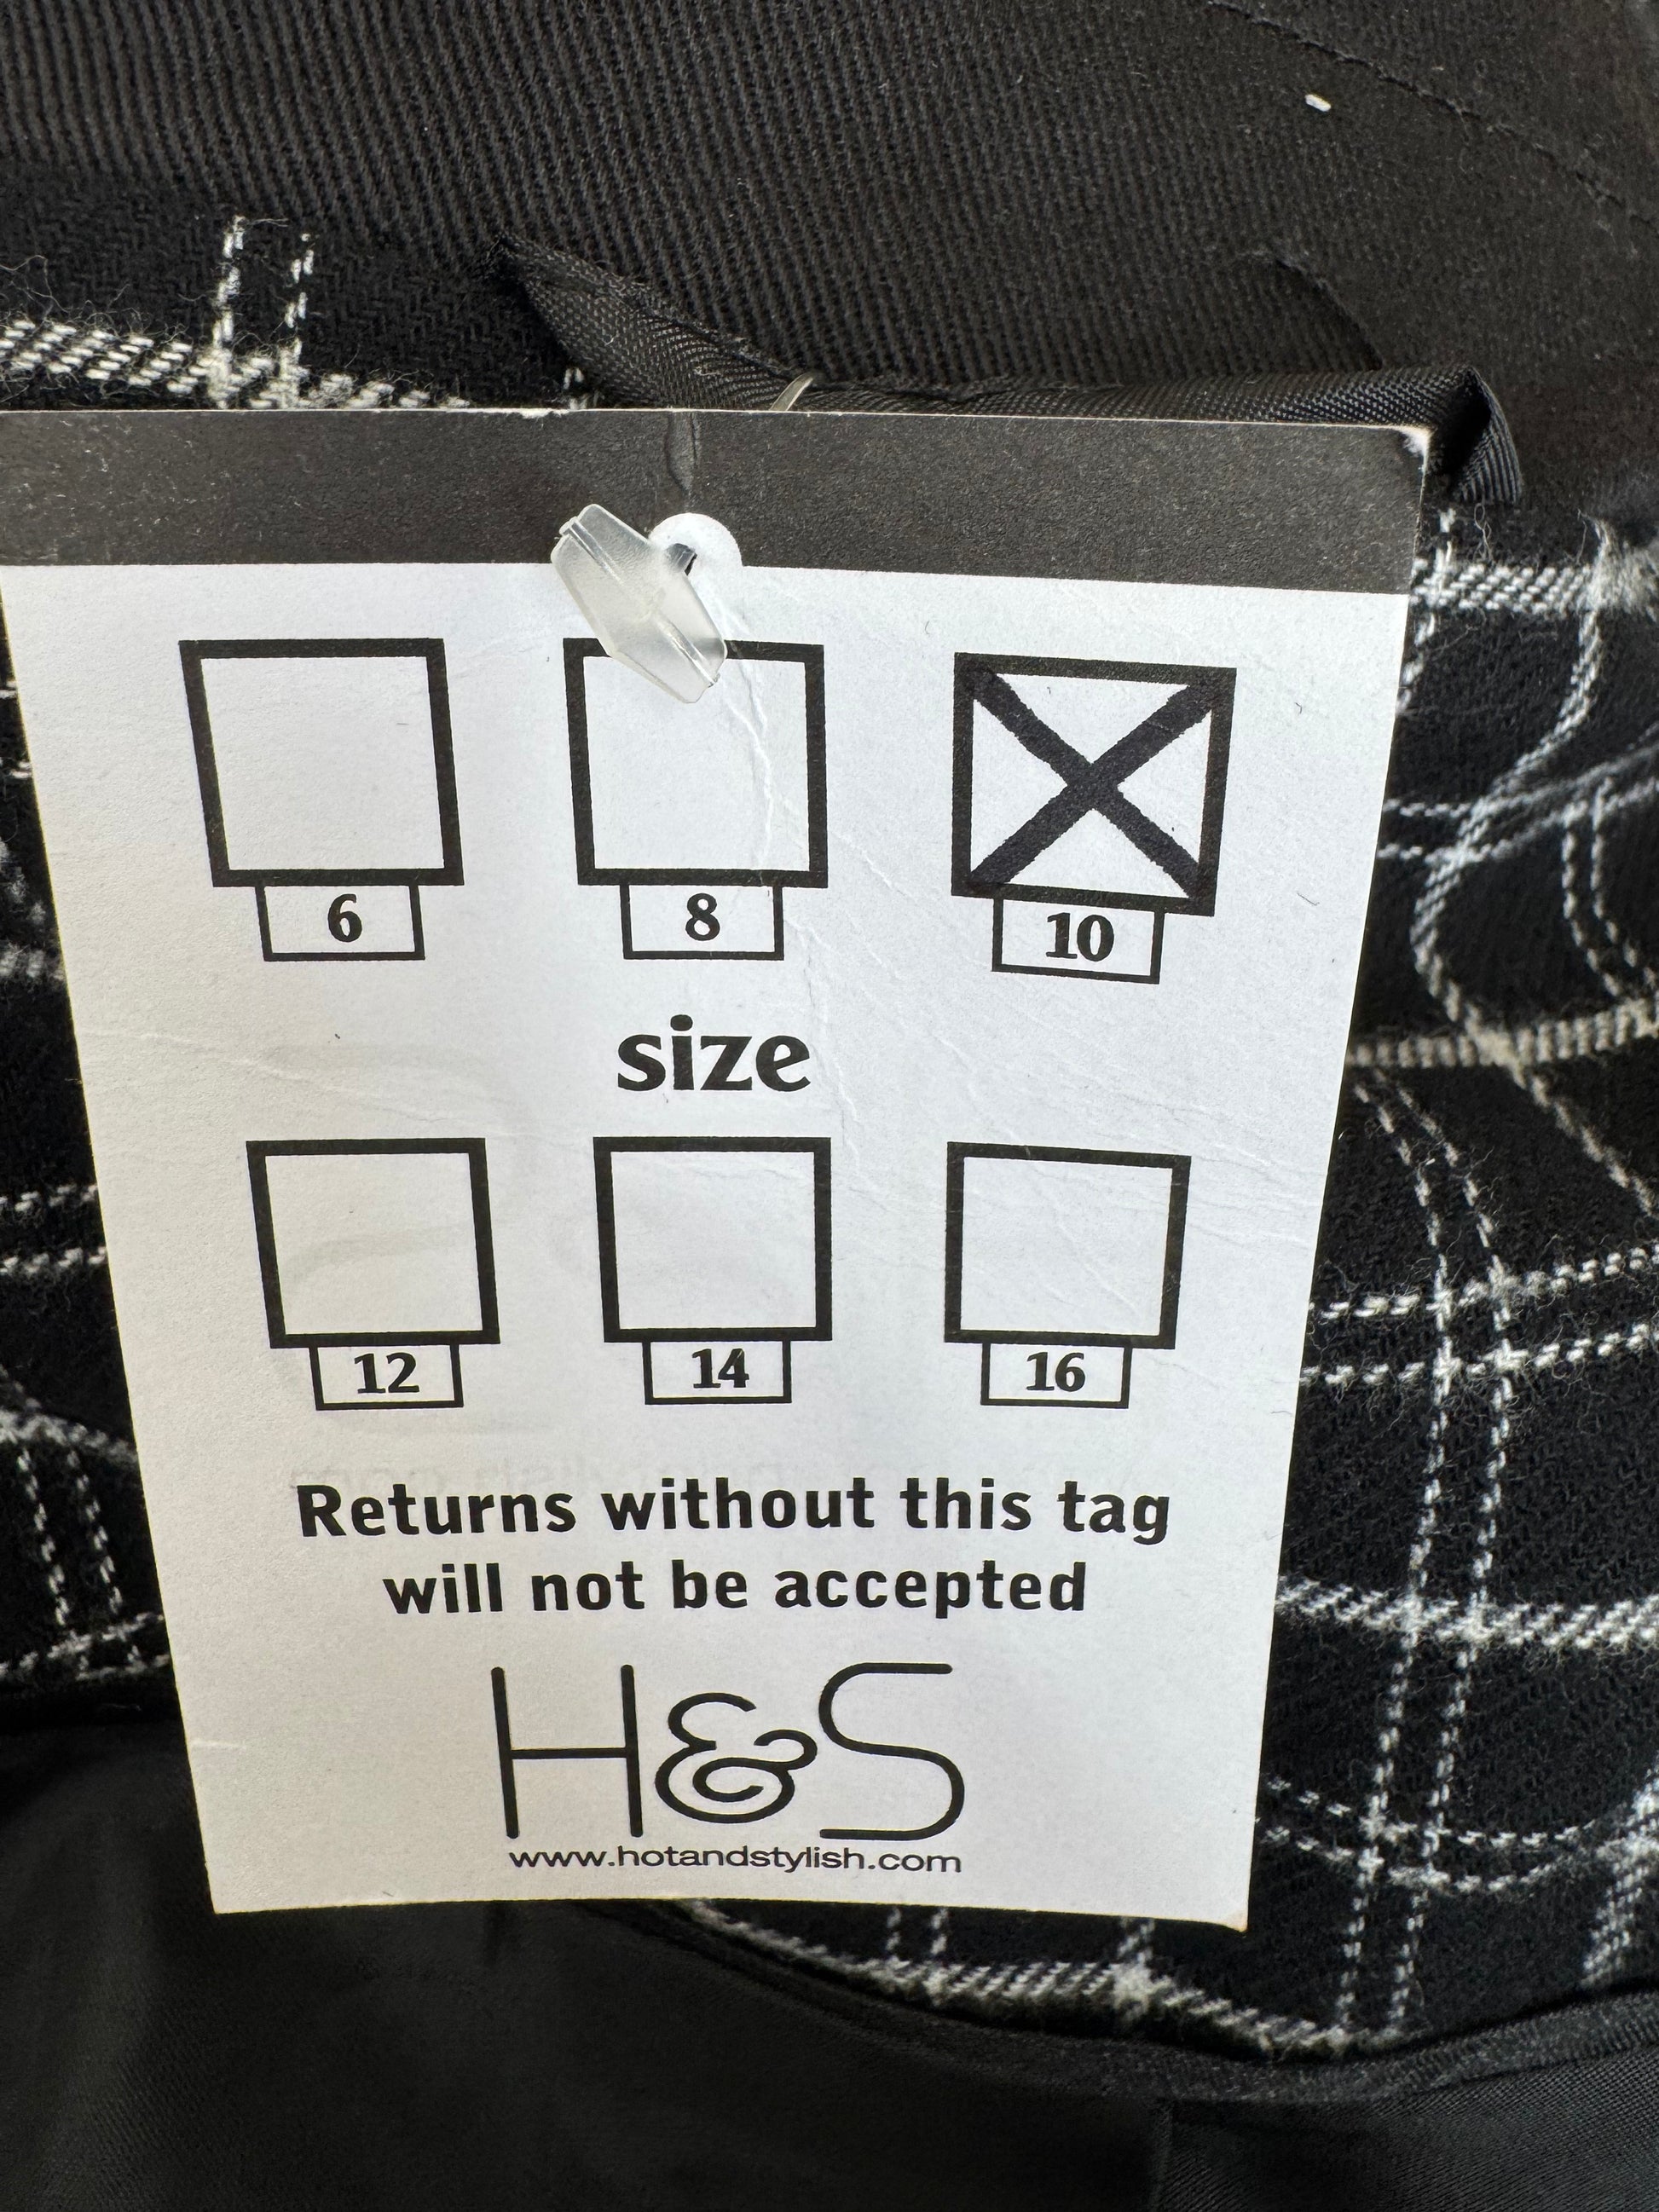 6 8 10
size
12 14 16
Returns without this tag
will not be accepted
H&S
www.hotandstylish.com